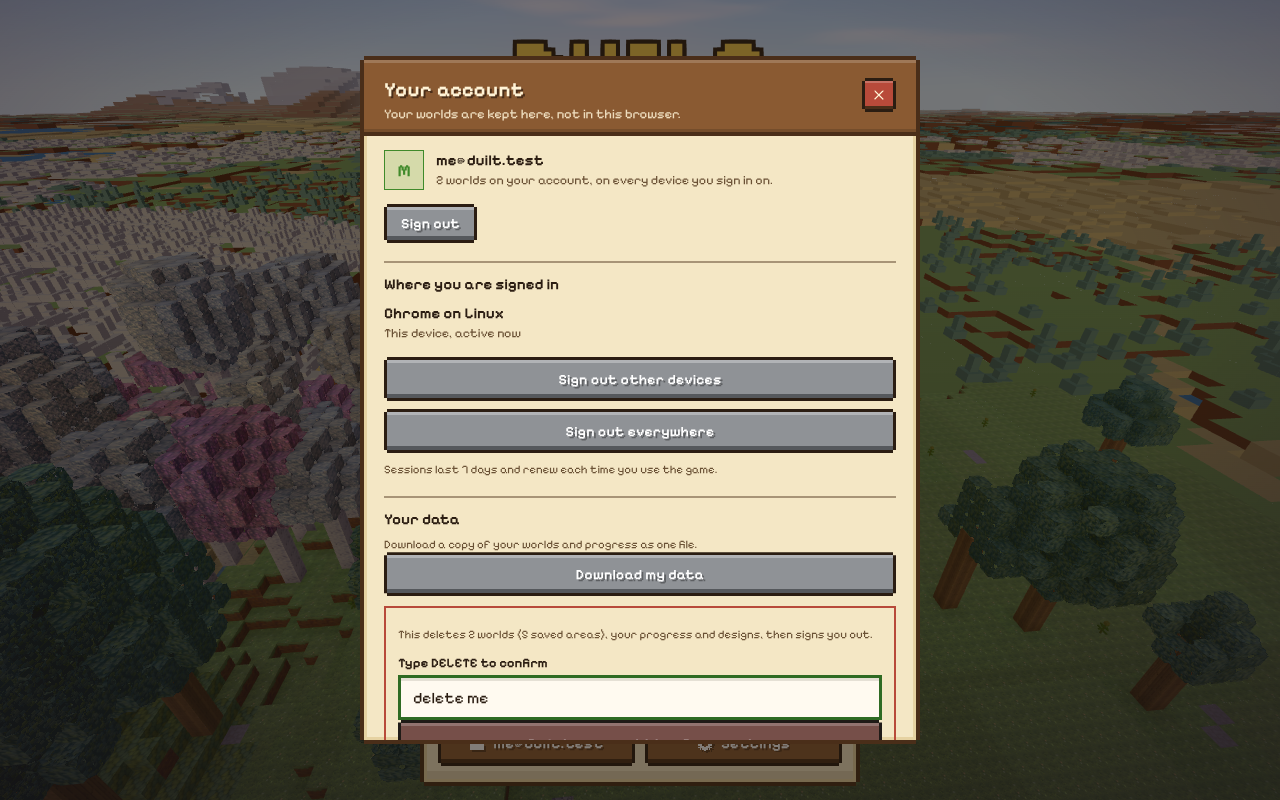 Your account
Your worlds are kept here, not in this browser.
M
me@duilt.test
2 worlds on your account, on every device you sign in on.
Sign out
Where you are signed in
Chrome on Linux
This device, active now
Sign out other devices
Sign out everywhere
Sessions last 7 days and renew each time you use the game.
Your data
Download a copy of your worlds and progress as one file.
Download my data
This deletes 2 worlds (8 saved areas), your progress and designs, then signs you out.
Type DELETE to confirm
delete me
me@duilt.test
Settings